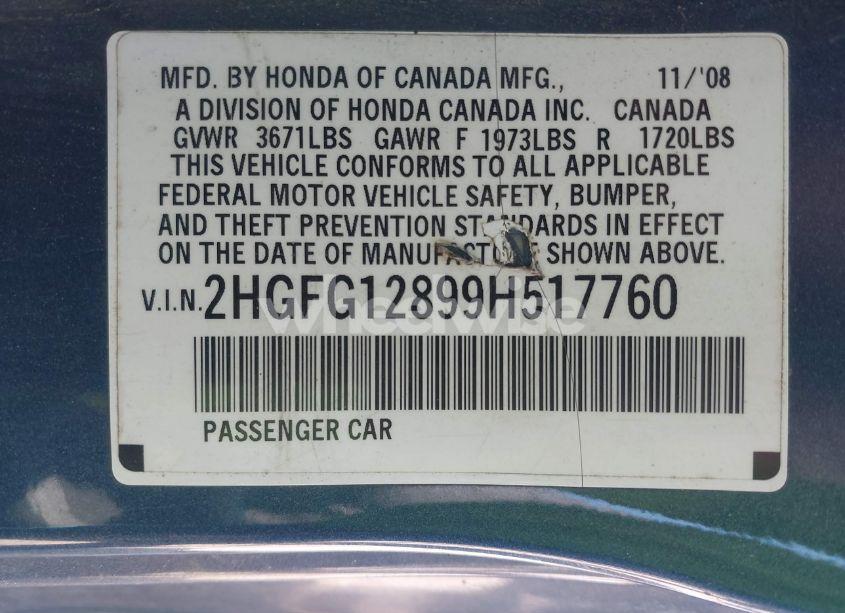 MFD. BY HONDA OF CANADA MFG., 11/'08
A DIVISION OF HONDA CANADA INC. CANADA
GVWR 3671LBS GAWR F 1973LBS R 1720LBS
THIS VEHICLE CONFORMS TO ALL APPLICABLE
FEDERAL MOTOR VEHICLE SAFETY, BUMPER,
AND THEFT PREVENTION STANDARDS IN EFFECT
ON THE DATE OF MANUFACTURE SHOWN ABOVE.
V.I.N. 2HGFG12899H517760
wheelwise
PASSENGER CAR